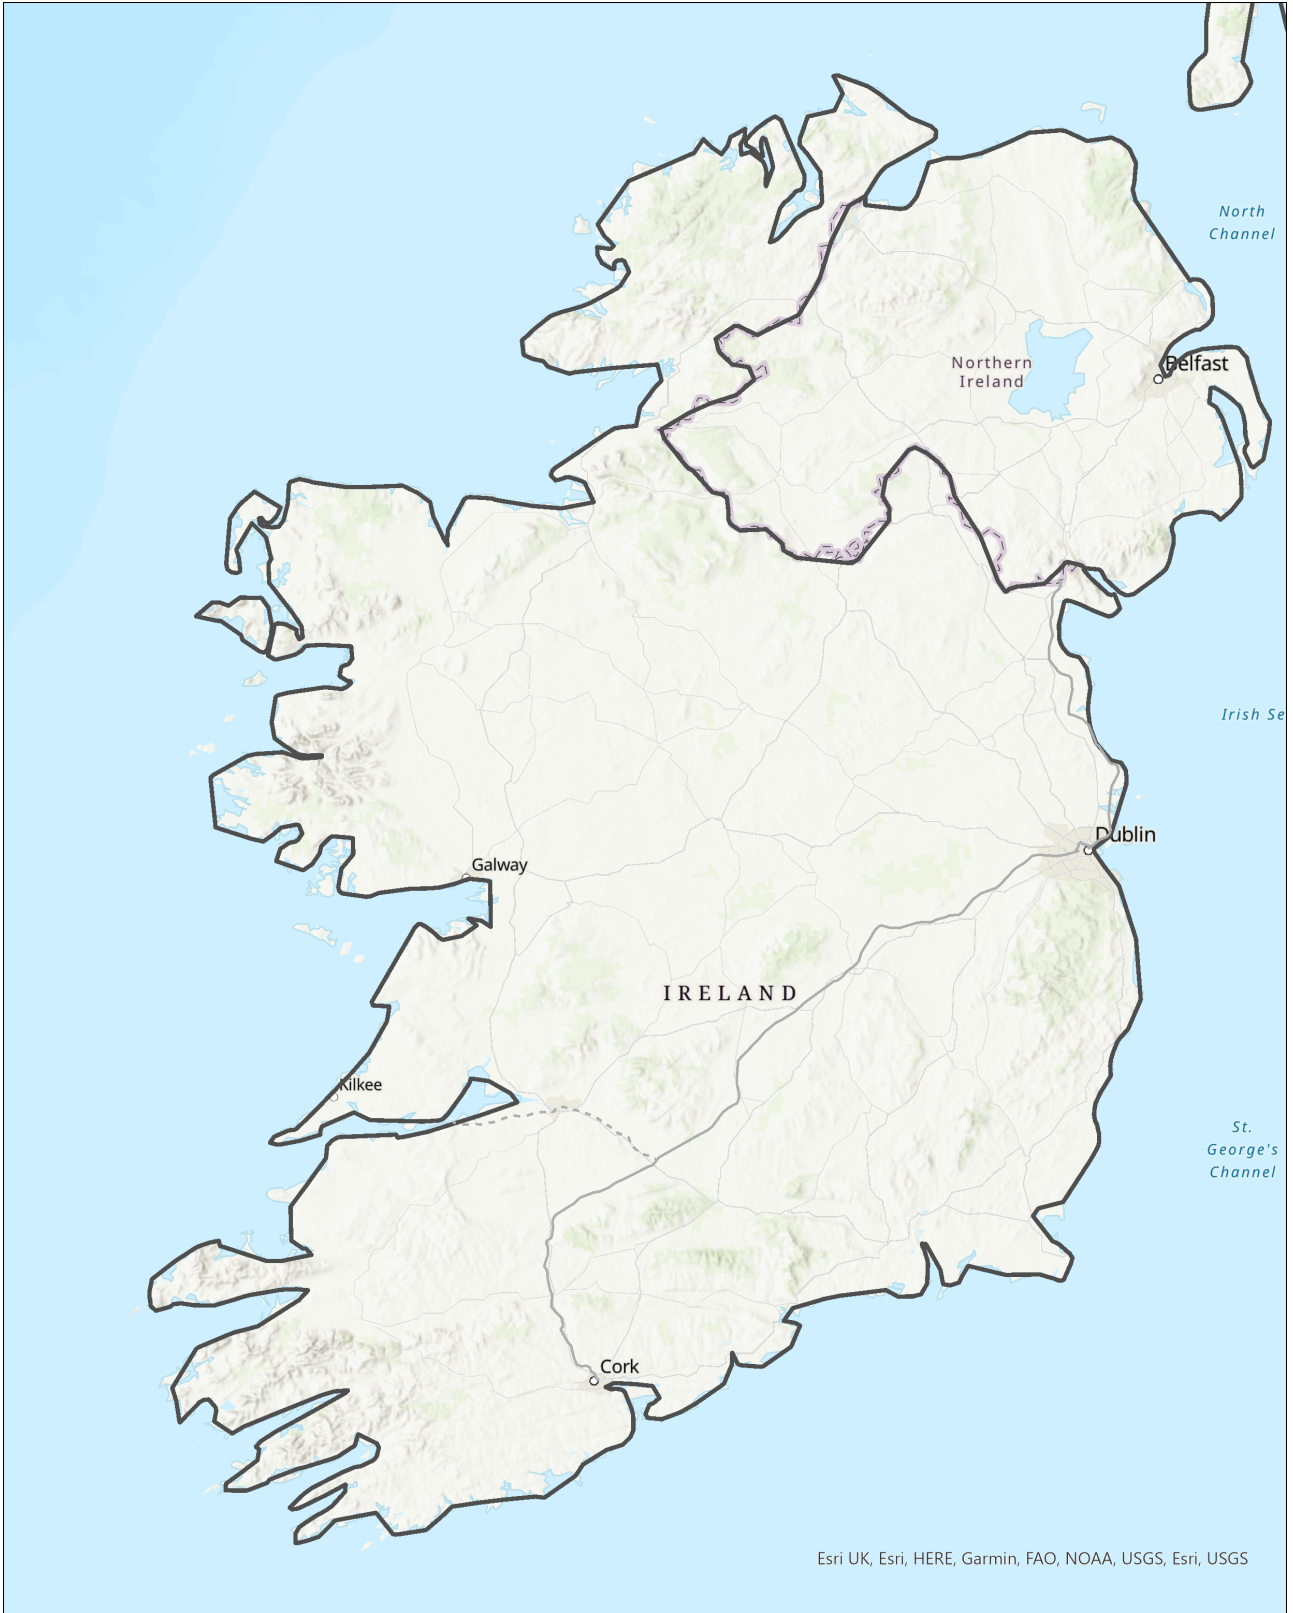 North
Channel
Northern
Ireland
Belfast
Irish Se
Dublin
Galway
IRELAND
Kilkee
St.
George's
Channel
Cork
Esri UK, Esri, HERE, Garmin, FAO, NOAA, USGS, Esri, USGS